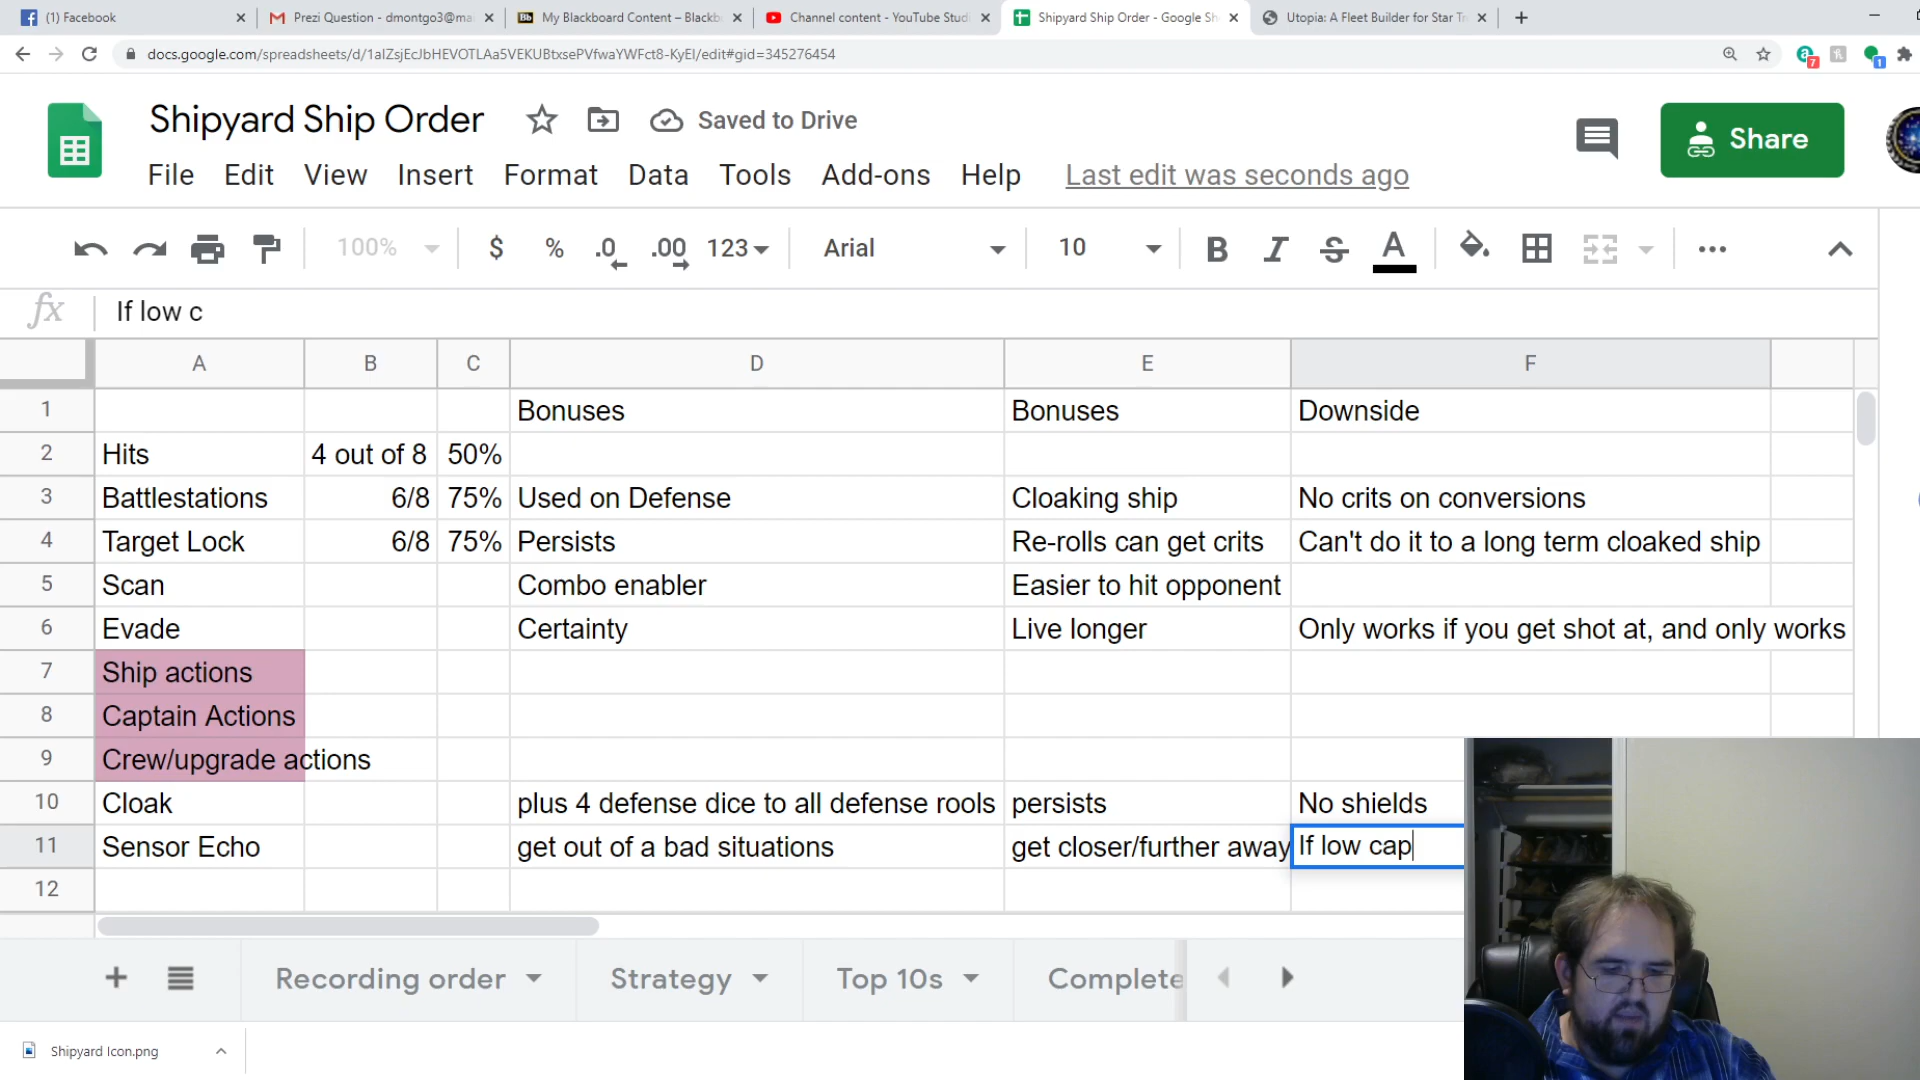 (1) Facebook
Prezi Question - dmontgo3@ma
My Blackboard Content – Blackb
Channel content - YouTube Studi
Shipyard Ship Order - Google Sh
Utopia: A Fleet Builder for Star Tr
docs.google.com/spreadsheets/d/1aIZsjEcJbHEVOTLAa5VEKUBtxsePVfwaYWFct8-KyEI/edit#gid=345276454
7
1
Shipyard Ship Order
Saved to Drive
Share
File Edit View Insert Format Data Tools Add-ons Help Last edit was seconds ago
100% $ % .0 .00 123 Arial 10 B I S A
fx If low c
A B C D E F
1 Bonuses Bonuses Downside
2 Hits 4 out of 8 50%
3 Battlestations 6/8 75% Used on Defense Cloaking ship No crits on conversions
4 Target Lock 6/8 75% Persists Re-rolls can get crits Can't do it to a long term cloaked ship
5 Scan Combo enabler Easier to hit opponent
6 Evade Certainty Live longer Only works if you get shot at, and only works
7 Ship actions
8 Captain Actions
9 Crew/upgrade actions
10 Cloak plus 4 defense dice to all defense rools persists No shields
11 Sensor Echo get out of a bad situations get closer/further away If low cap
12
Recording order Strategy Top 10s Complete
Shipyard Icon.png